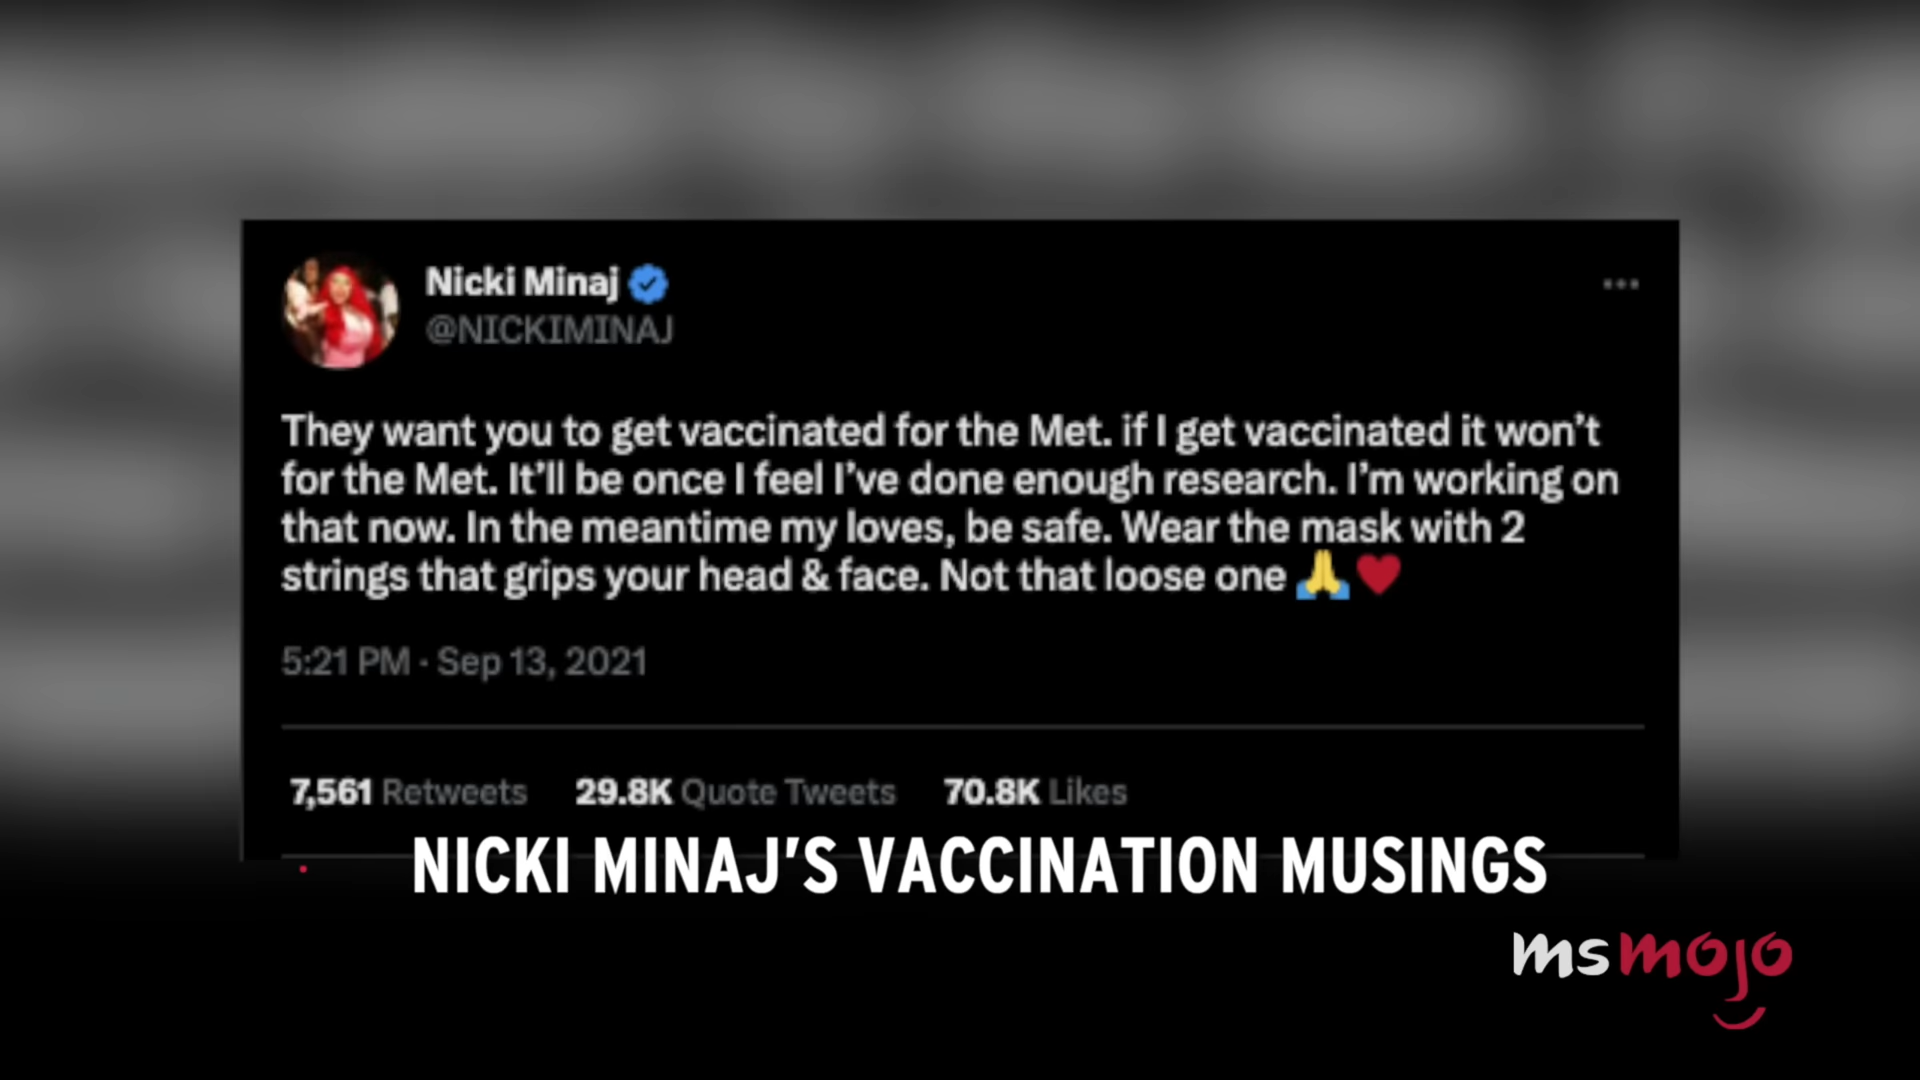 Nicki Minaj
@NICKIMINAJ
They want you to get vaccinated for the Met. if I get vaccinated it won't
for the Met. It'll be once I feel I've done enough research. I'm working on
that now. In the meantime my loves, be safe. Wear the mask with 2
strings that grips your head & face. Not that loose one 🙏❤️
5:21 PM · Sep 13, 2021
7,561 Retweets 29.8K Quote Tweets 70.8K Likes
NICKI MINAJ'S VACCINATION MUSINGS
msmojo